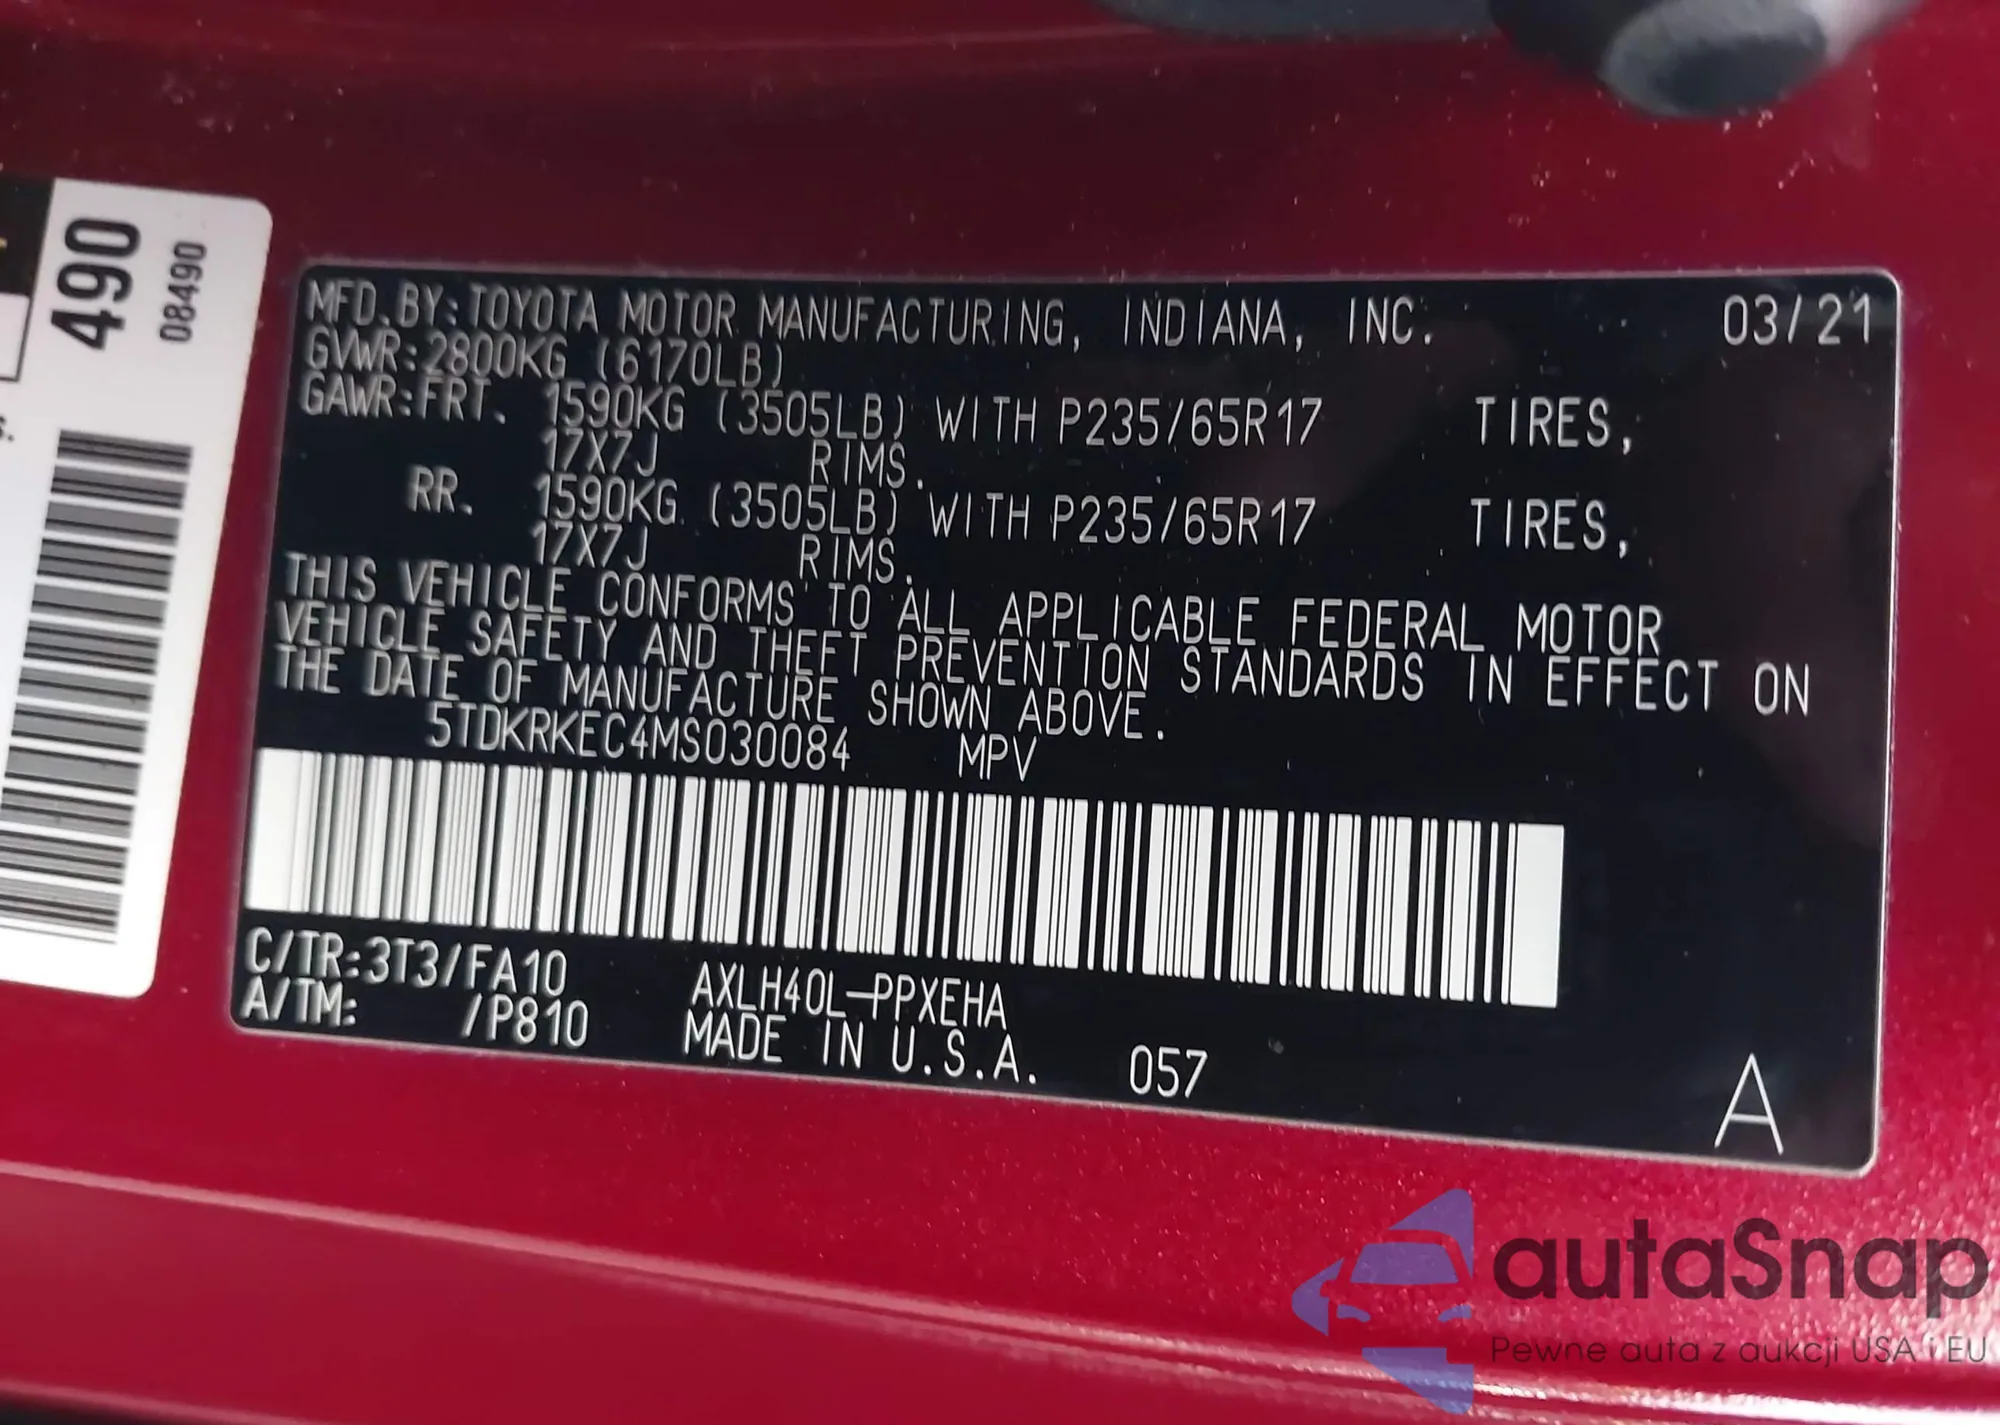 490
08490
s.
MFD.BY:TOYOTA MOTOR MANUFACTURING, INDIANA, INC. 03/21
GVWR:2800KG (6170LB)
GAWR:FRT. 1590KG (3505LB) WITH P235/65R17 TIRES,
17X7J RIMS.
RR. 1590KG (3505LB) WITH P235/65R17 TIRES,
17X7J RIMS.
THIS VEHICLE CONFORMS TO ALL APPLICABLE FEDERAL MOTOR
VEHICLE SAFETY AND THEFT PREVENTION STANDARDS IN EFFECT ON
THE DATE OF MANUFACTURE SHOWN ABOVE.
5TDKRKEC4MS030084 MPV
C/TR:3T3/FA10 AXLH40L-PPXEHA
A/TM: /P810 MADE IN U.S.A. 057
A
autaSnap
Pewne auta z aukcji USA i EU